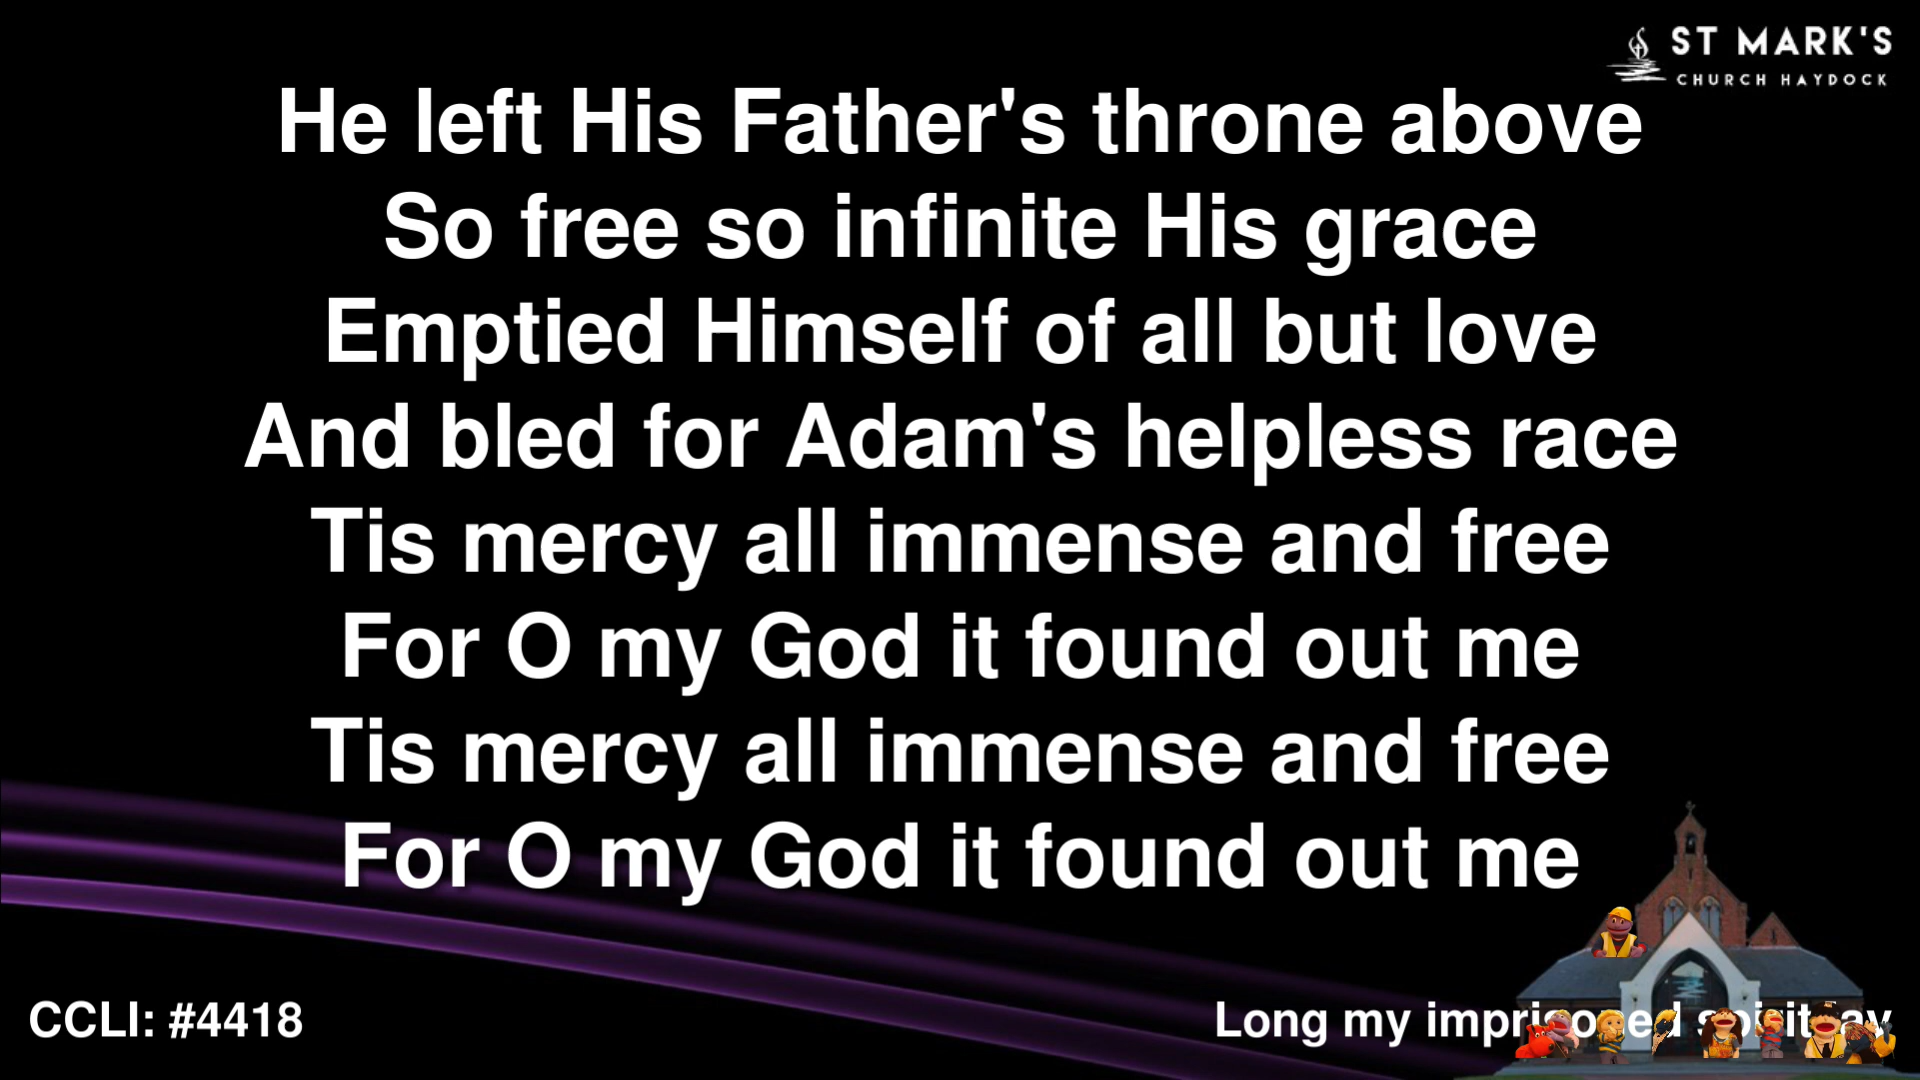 ST MARK'S
CHURCH HAYDOCK
He left His Father's throne above
So free so infinite His grace
Emptied Himself of all but love
And bled for Adam's helpless race
Tis mercy all immense and free
For O my God it found out me
Tis mercy all immense and free
For O my God it found out me
CCLI: #4418
Long my imprisoned spirit lay